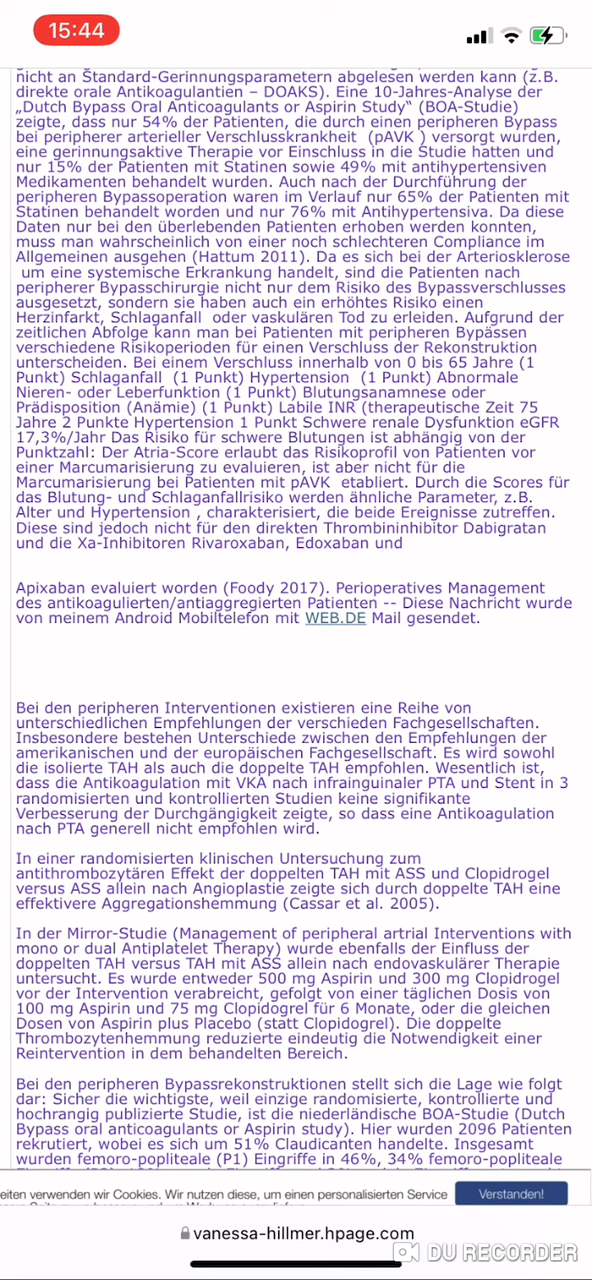 15:44
nicht an Standard-Gerinnungsparametern abgelesen werden kann (z.B.
direkte orale Antikoagulantien – DOAKS). Eine 10-Jahres-Analyse der
„Dutch Bypass Oral Anticoagulants or Aspirin Study“ (BOA-Studie)
zeigte, dass nur 54% der Patienten, die durch einen peripheren Bypass
bei peripherer arterieller Verschlusskrankheit (pAVK ) versorgt wurden,
eine gerinnungsaktive Therapie vor Einschluss in die Studie hatten und
nur 15% der Patienten mit Statinen sowie 49% mit antihypertensiven
Medikamenten behandelt wurden. Auch nach der Durchführung der
peripheren Bypassoperation waren im Verlauf nur 65% der Patienten mit
Statinen behandelt worden und nur 76% mit Antihypertensiva. Da diese
Daten nur bei den überlebenden Patienten erhoben werden konnten,
muss man wahrscheinlich von einer noch schlechteren Compliance im
Allgemeinen ausgehen (Hattum 2011). Da es sich bei der Arteriosklerose
um eine systemische Erkrankung handelt, sind die Patienten nach
peripherer Bypasschirurgie nicht nur dem Risiko des Bypassverschlusses
ausgesetzt, sondern sie haben auch ein erhöhtes Risiko einen
Herzinfarkt, Schlaganfall oder vaskulären Tod zu erleiden. Aufgrund der
zeitlichen Abfolge kann man bei Patienten mit peripheren Bypässen
verschiedene Risikoperioden für einen Verschluss der Rekonstruktion
unterscheiden. Bei einem Verschluss innerhalb von 0 bis 65 Jahre (1
Punkt) Schlaganfall (1 Punkt) Hypertension (1 Punkt) Abnormale
Nieren- oder Leberfunktion (1 Punkt) Blutungsanamnese oder
Prädisposition (Anämie) (1 Punkt) Labile INR (therapeutische Zeit 75
Jahre 2 Punkte Hypertension 1 Punkt Schwere renale Dysfunktion eGFR
17,3%/Jahr Das Risiko für schwere Blutungen ist abhängig von der
Punktzahl: Der Atria-Score erlaubt das Risikoprofil von Patienten vor
einer Marcumarisierung zu evaluieren, ist aber nicht für die
Marcumarisierung bei Patienten mit pAVK etabliert. Durch die Scores für
das Blutung- und Schlaganfallrisiko werden ähnliche Parameter, z.B.
Alter und Hypertension , charakterisiert, die beide Ereignisse zutreffen.
Diese sind jedoch nicht für den direkten Thrombininhibitor Dabigatran
und die Xa-Inhibitoren Rivaroxaban, Edoxaban und
Apixaban evaluiert worden (Foody 2017). Perioperatives Management
des antikoagulierten/antiaggregierten Patienten -- Diese Nachricht wurde
von meinem Android Mobiltelefon mit WEB.DE Mail gesendet.
Bei den peripheren Interventionen existieren eine Reihe von
unterschiedlichen Empfehlungen der verschieden Fachgesellschaften.
Insbesondere bestehen Unterschiede zwischen den Empfehlungen der
amerikanischen und der europäischen Fachgesellschaft. Es wird sowohl
die isolierte TAH als auch die doppelte TAH empfohlen. Wesentlich ist,
dass die Antikoagulation mit VKA nach infrainguinaler PTA und Stent in 3
randomisierten und kontrollierten Studien keine signifikante
Verbesserung der Durchgängigkeit zeigte, so dass eine Antikoagulation
nach PTA generell nicht empfohlen wird.
In einer randomisierten klinischen Untersuchung zum
antithrombozytären Effekt der doppelten TAH mit ASS und Clopidrogel
versus ASS allein nach Angioplastie zeigte sich durch doppelte TAH eine
effektivere Aggregationshemmung (Cassar et al. 2005).
In der Mirror-Studie (Management of peripheral artrial Interventions with
mono or dual Antiplatelet Therapy) wurde ebenfalls der Einfluss der
doppelten TAH versus TAH mit ASS allein nach endovaskulärer Therapie
untersucht. Es wurde entweder 500 mg Aspirin und 300 mg Clopidrogel
vor der Intervention verabreicht, gefolgt von einer täglichen Dosis von
100 mg Aspirin und 75 mg Clopidogrel für 6 Monate, oder die gleichen
Dosen von Aspirin plus Placebo (statt Clopidogrel). Die doppelte
Thrombozytenhemmung reduzierte eindeutig die Notwendigkeit einer
Reintervention in dem behandelten Bereich.
Bei den peripheren Bypassrekonstruktionen stellt sich die Lage wie folgt
dar: Sicher die wichtigste, weil einzige randomisierte, kontrollierte und
hochrangig publizierte Studie, ist die niederländische BOA-Studie (Dutch
Bypass oral anticoagulants or Aspirin study). Hier wurden 2096 Patienten
rekrutiert, wobei es sich um 51% Claudicanten handelte. Insgesamt
wurden femoro-popliteale (P1) Eingriffe in 46%, 34% femoro-popliteale
eiten verwenden wir Cookies. Wir nutzen diese, um einen personalisierten Service
Verstanden!
vanessa-hillmer.hpage.com
DU RECORDER